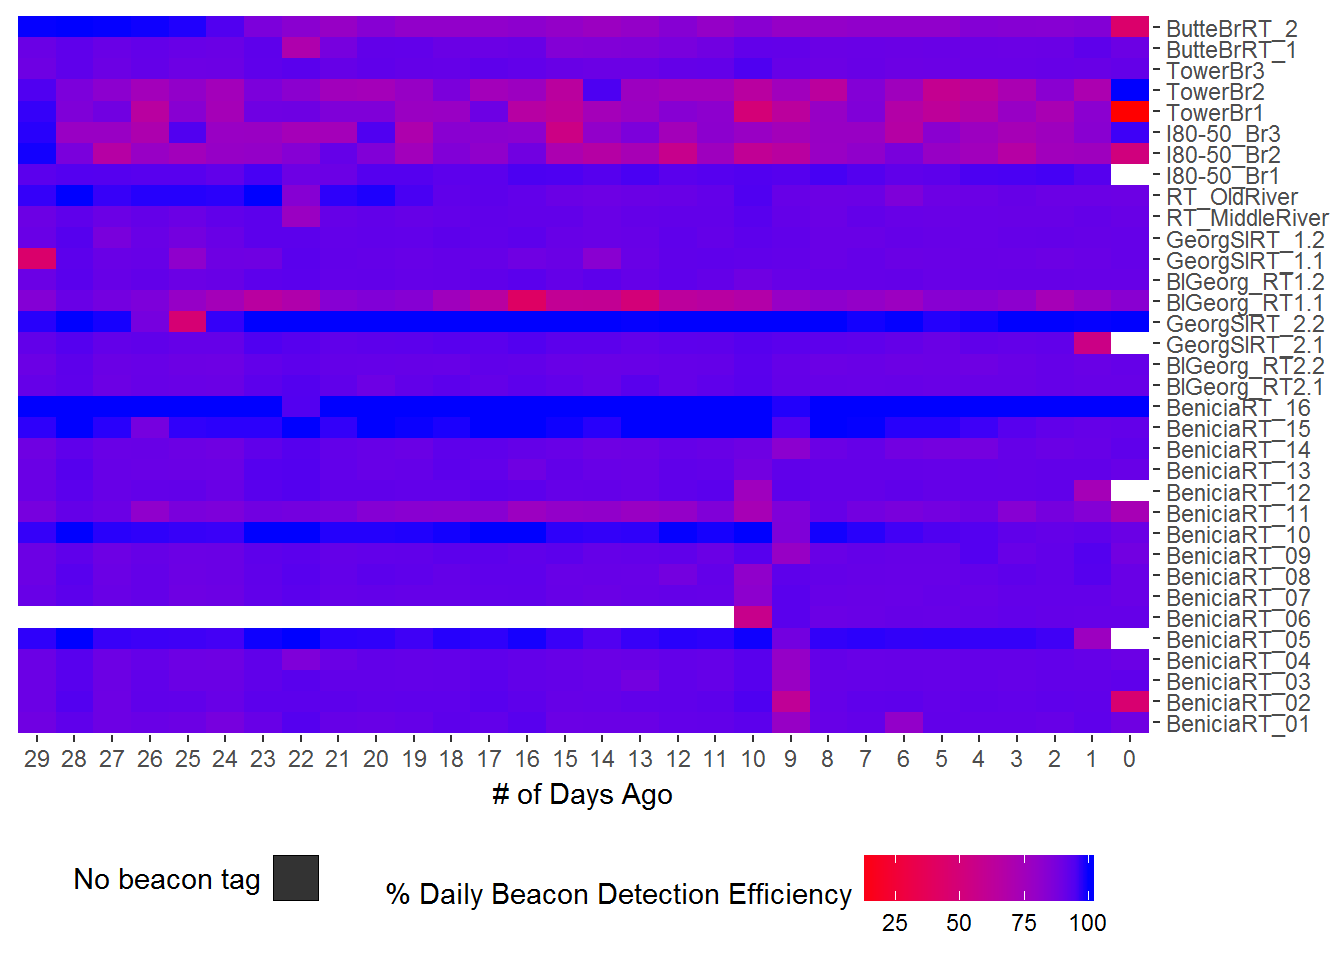 ButteBrRT_2
ButteBrRT_1
TowerBr3
TowerBr2
TowerBr1
I80-50_Br3
I80-50_Br2
I80-50_Br1
RT_OldRiver
RT_MiddleRiver
GeorgSlRT_1.2
GeorgSlRT_1.1
BlGeorg_RT1.2
BlGeorg_RT1.1
GeorgSlRT_2.2
GeorgSlRT_2.1
BlGeorg_RT2.2
BlGeorg_RT2.1
BeniciaRT_16
BeniciaRT_15
BeniciaRT_14
BeniciaRT_13
BeniciaRT_12
BeniciaRT_11
BeniciaRT_10
BeniciaRT_09
BeniciaRT_08
BeniciaRT_07
BeniciaRT_06
BeniciaRT_05
BeniciaRT_04
BeniciaRT_03
BeniciaRT_02
BeniciaRT_01
29 28 27 26 25 24 23 22 21 20 19 18 17 16 15 14 13 12 11 10 9 8 7 6 5 4 3 2 1 0
# of Days Ago
No beacon tag
% Daily Beacon Detection Efficiency
25 50 75 100